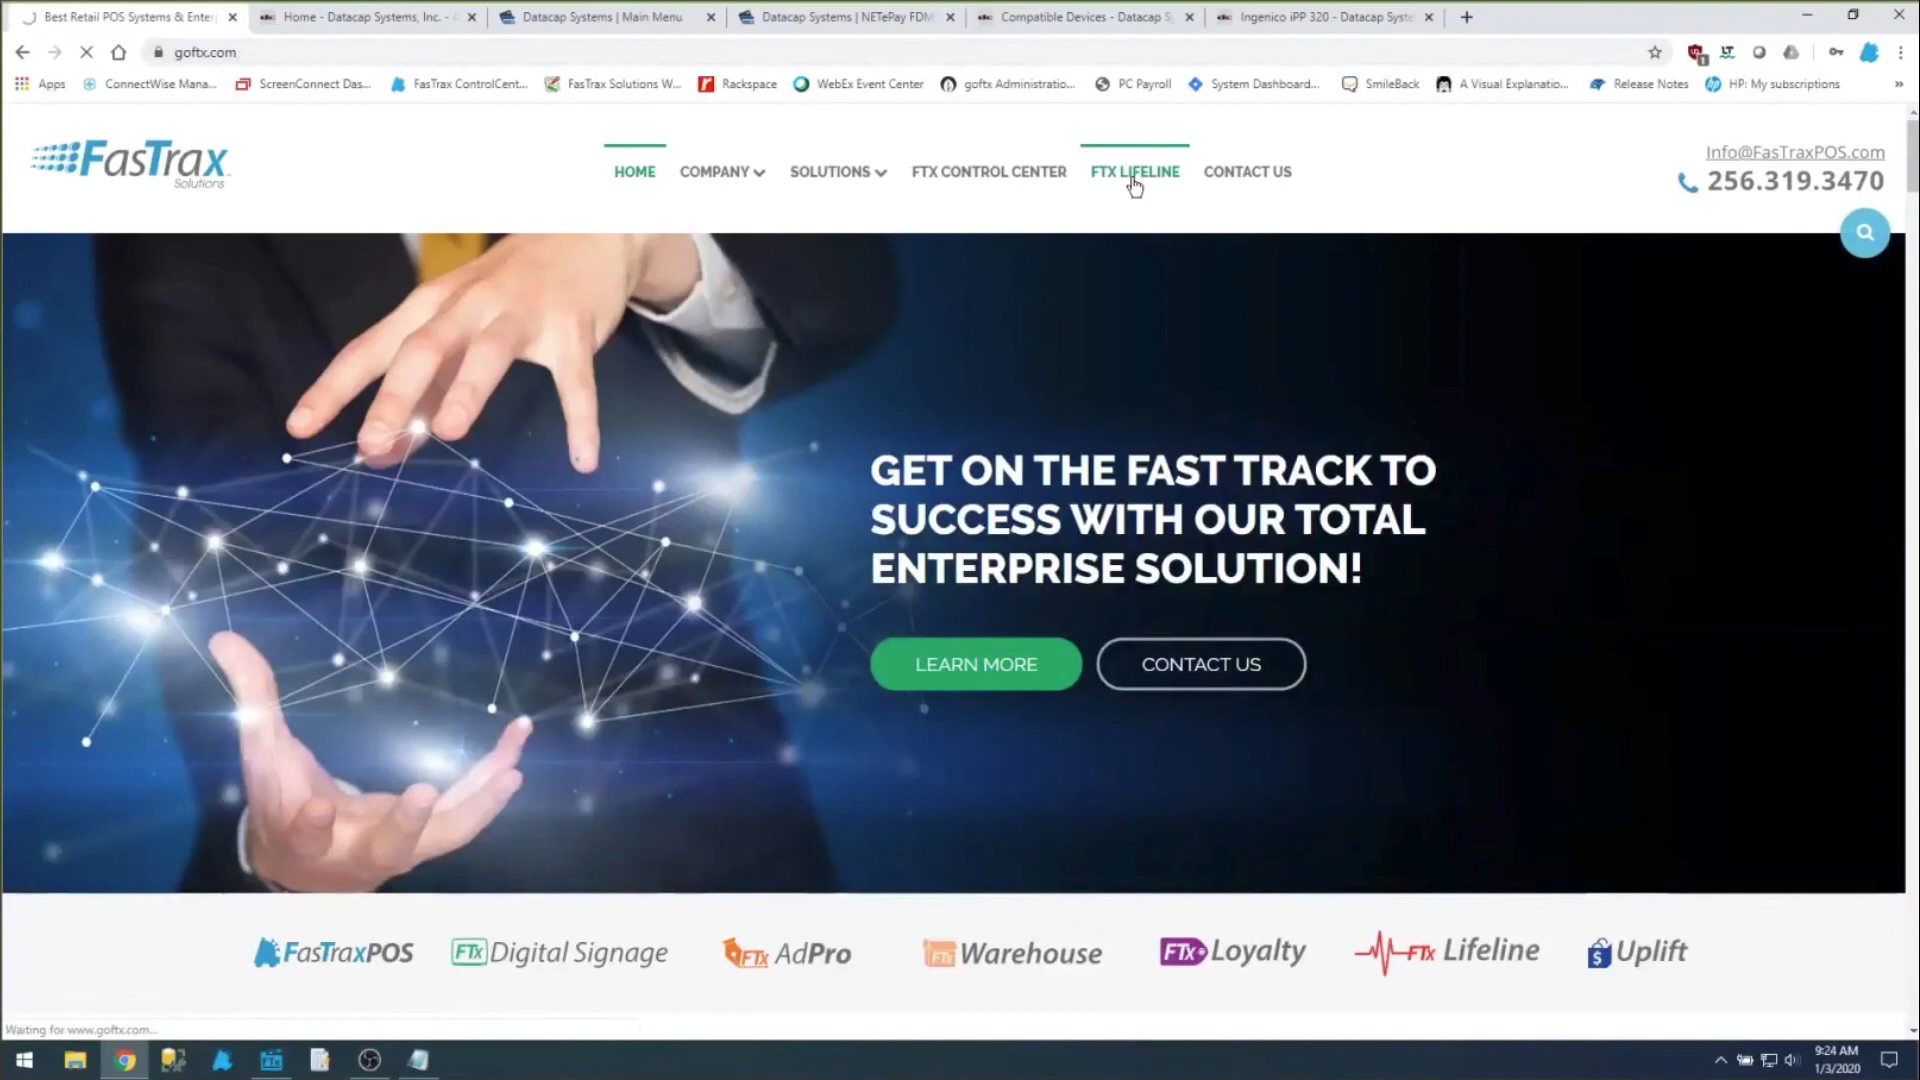 Best Retail POS Systems & Enter
Home - Datacap Systems, Inc. - A
Datacap Systems | Main Menu
Datacap Systems | NETePay FDM
Compatible Devices - Datacap Sy
Ingenico iPP 320 - Datacap Syste
goftx.com
Apps
ConnectWise Mana...
ScreenConnect Das...
FasTrax ControlCent...
FasTrax Solutions W...
Rackspace
WebEx Event Center
goftx Administratio...
PC Payroll
System Dashboard...
SmileBack
A Visual Explanatio...
Release Notes
HP: My subscriptions
»
FasTrax
Solutions
HOME
COMPANY
SOLUTIONS
FTX CONTROL CENTER
FTX LIFELINE
CONTACT US
Info@FasTraxPOS.com
256.319.3470
GET ON THE FAST TRACK TO
SUCCESS WITH OUR TOTAL
ENTERPRISE SOLUTION!
LEARN MORE
CONTACT US
FasTraxPOS
FTx Digital Signage
FTx AdPro
FTx Warehouse
FTx Loyalty
FTx Lifeline
$ Uplift
Waiting for www.goftx.com...
FTx
9:24 AM
1/3/2020